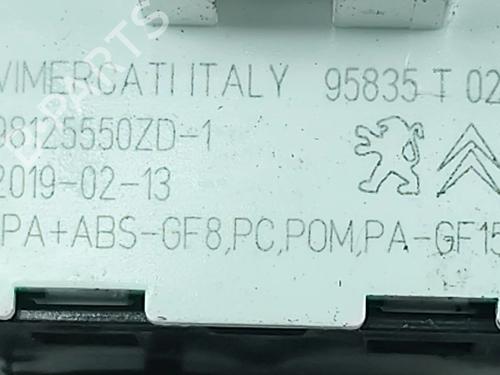 VIMERCATI ITALY 95835 T 02
98125550ZD-1
2019-02-13
PA+ABS-GF8,PC,POM,PA-GF15